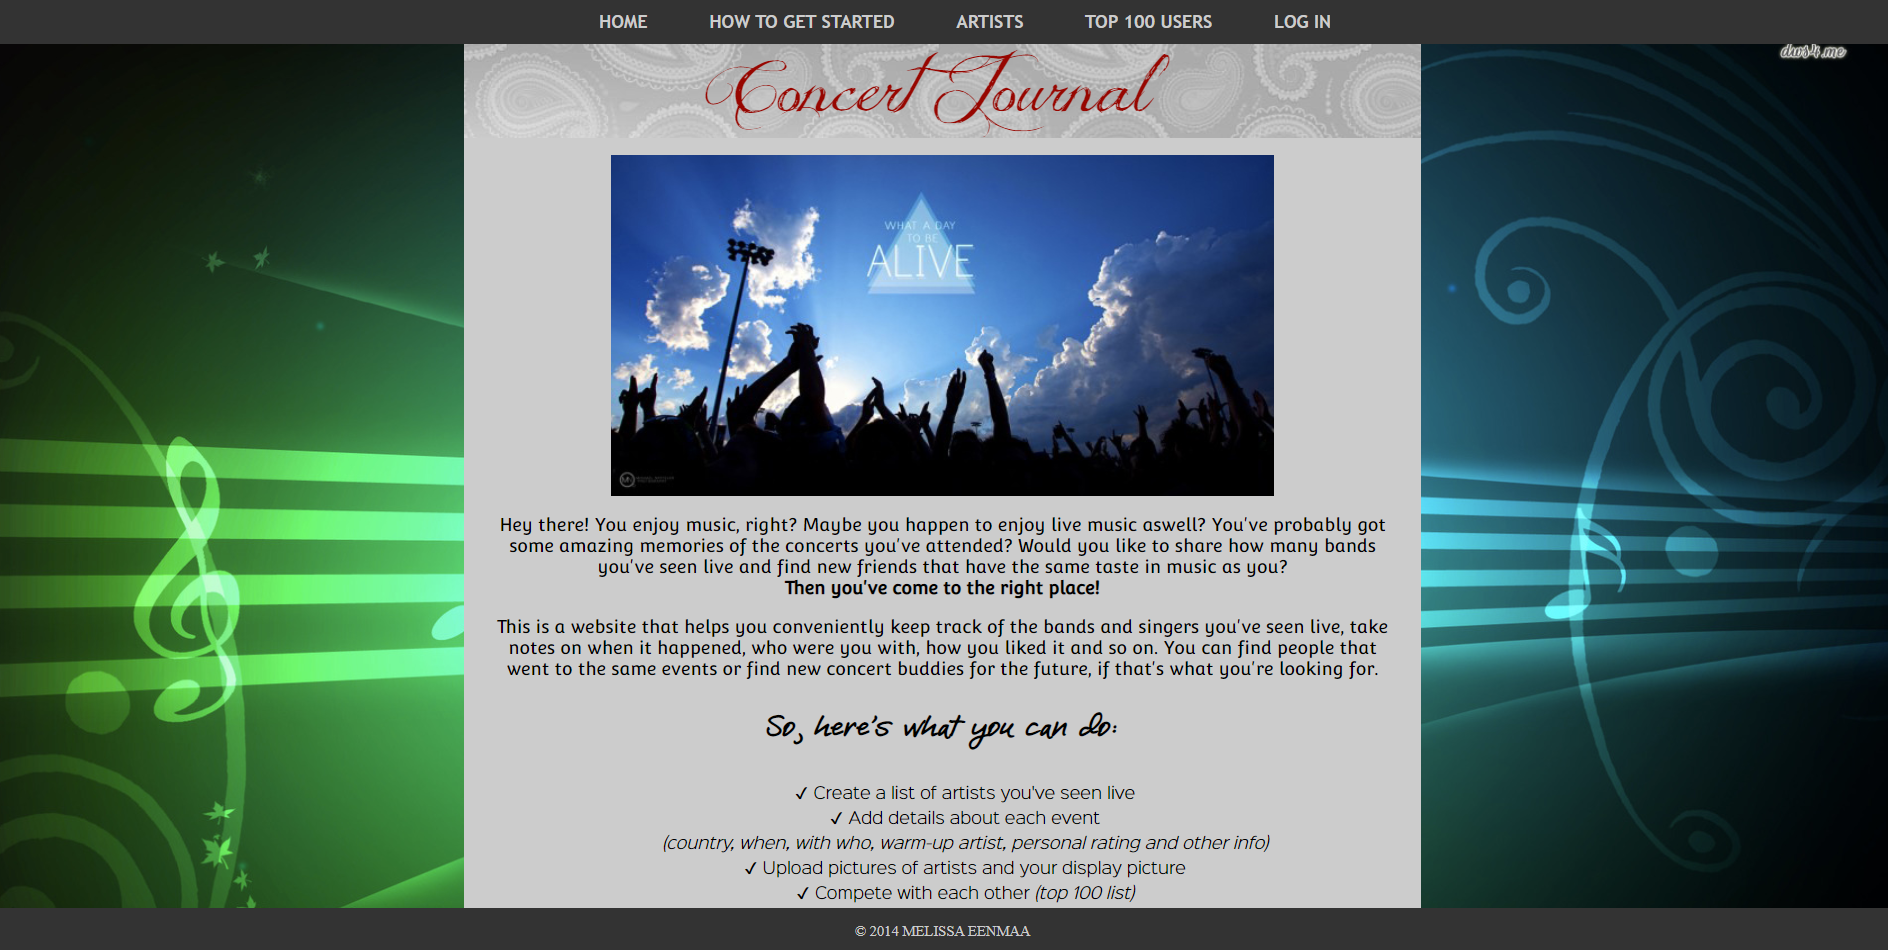 HOME HOW TO GET STARTED ARTISTS TOP 100 USERS LOG IN
dws4.me
Concert Journal
WHAT A DAY
TO BE
ALIVE
Hey there! You enjoy music, right? Maybe you happen to enjoy live music aswell? You've probably got
some amazing memories of the concerts you've attended? Would you like to share how many bands
you've seen live and find new friends that have the same taste in music as you?
Then you've come to the right place!
This is a website that helps you conveniently keep track of the bands and singers you've seen live, take
notes on when it happened, who were you with, how you liked it and so on. You can find people that
went to the same events or find new concert buddies for the future, if that's what you're looking for.
So, here's what you can do:
✓ Create a list of artists you've seen live
✓ Add details about each event
(country, when, with who, warm-up artist, personal rating and other info)
✓ Upload pictures of artists and your display picture
✓ Compete with each other (top 100 list)
© 2014 MELISSA EENMAA